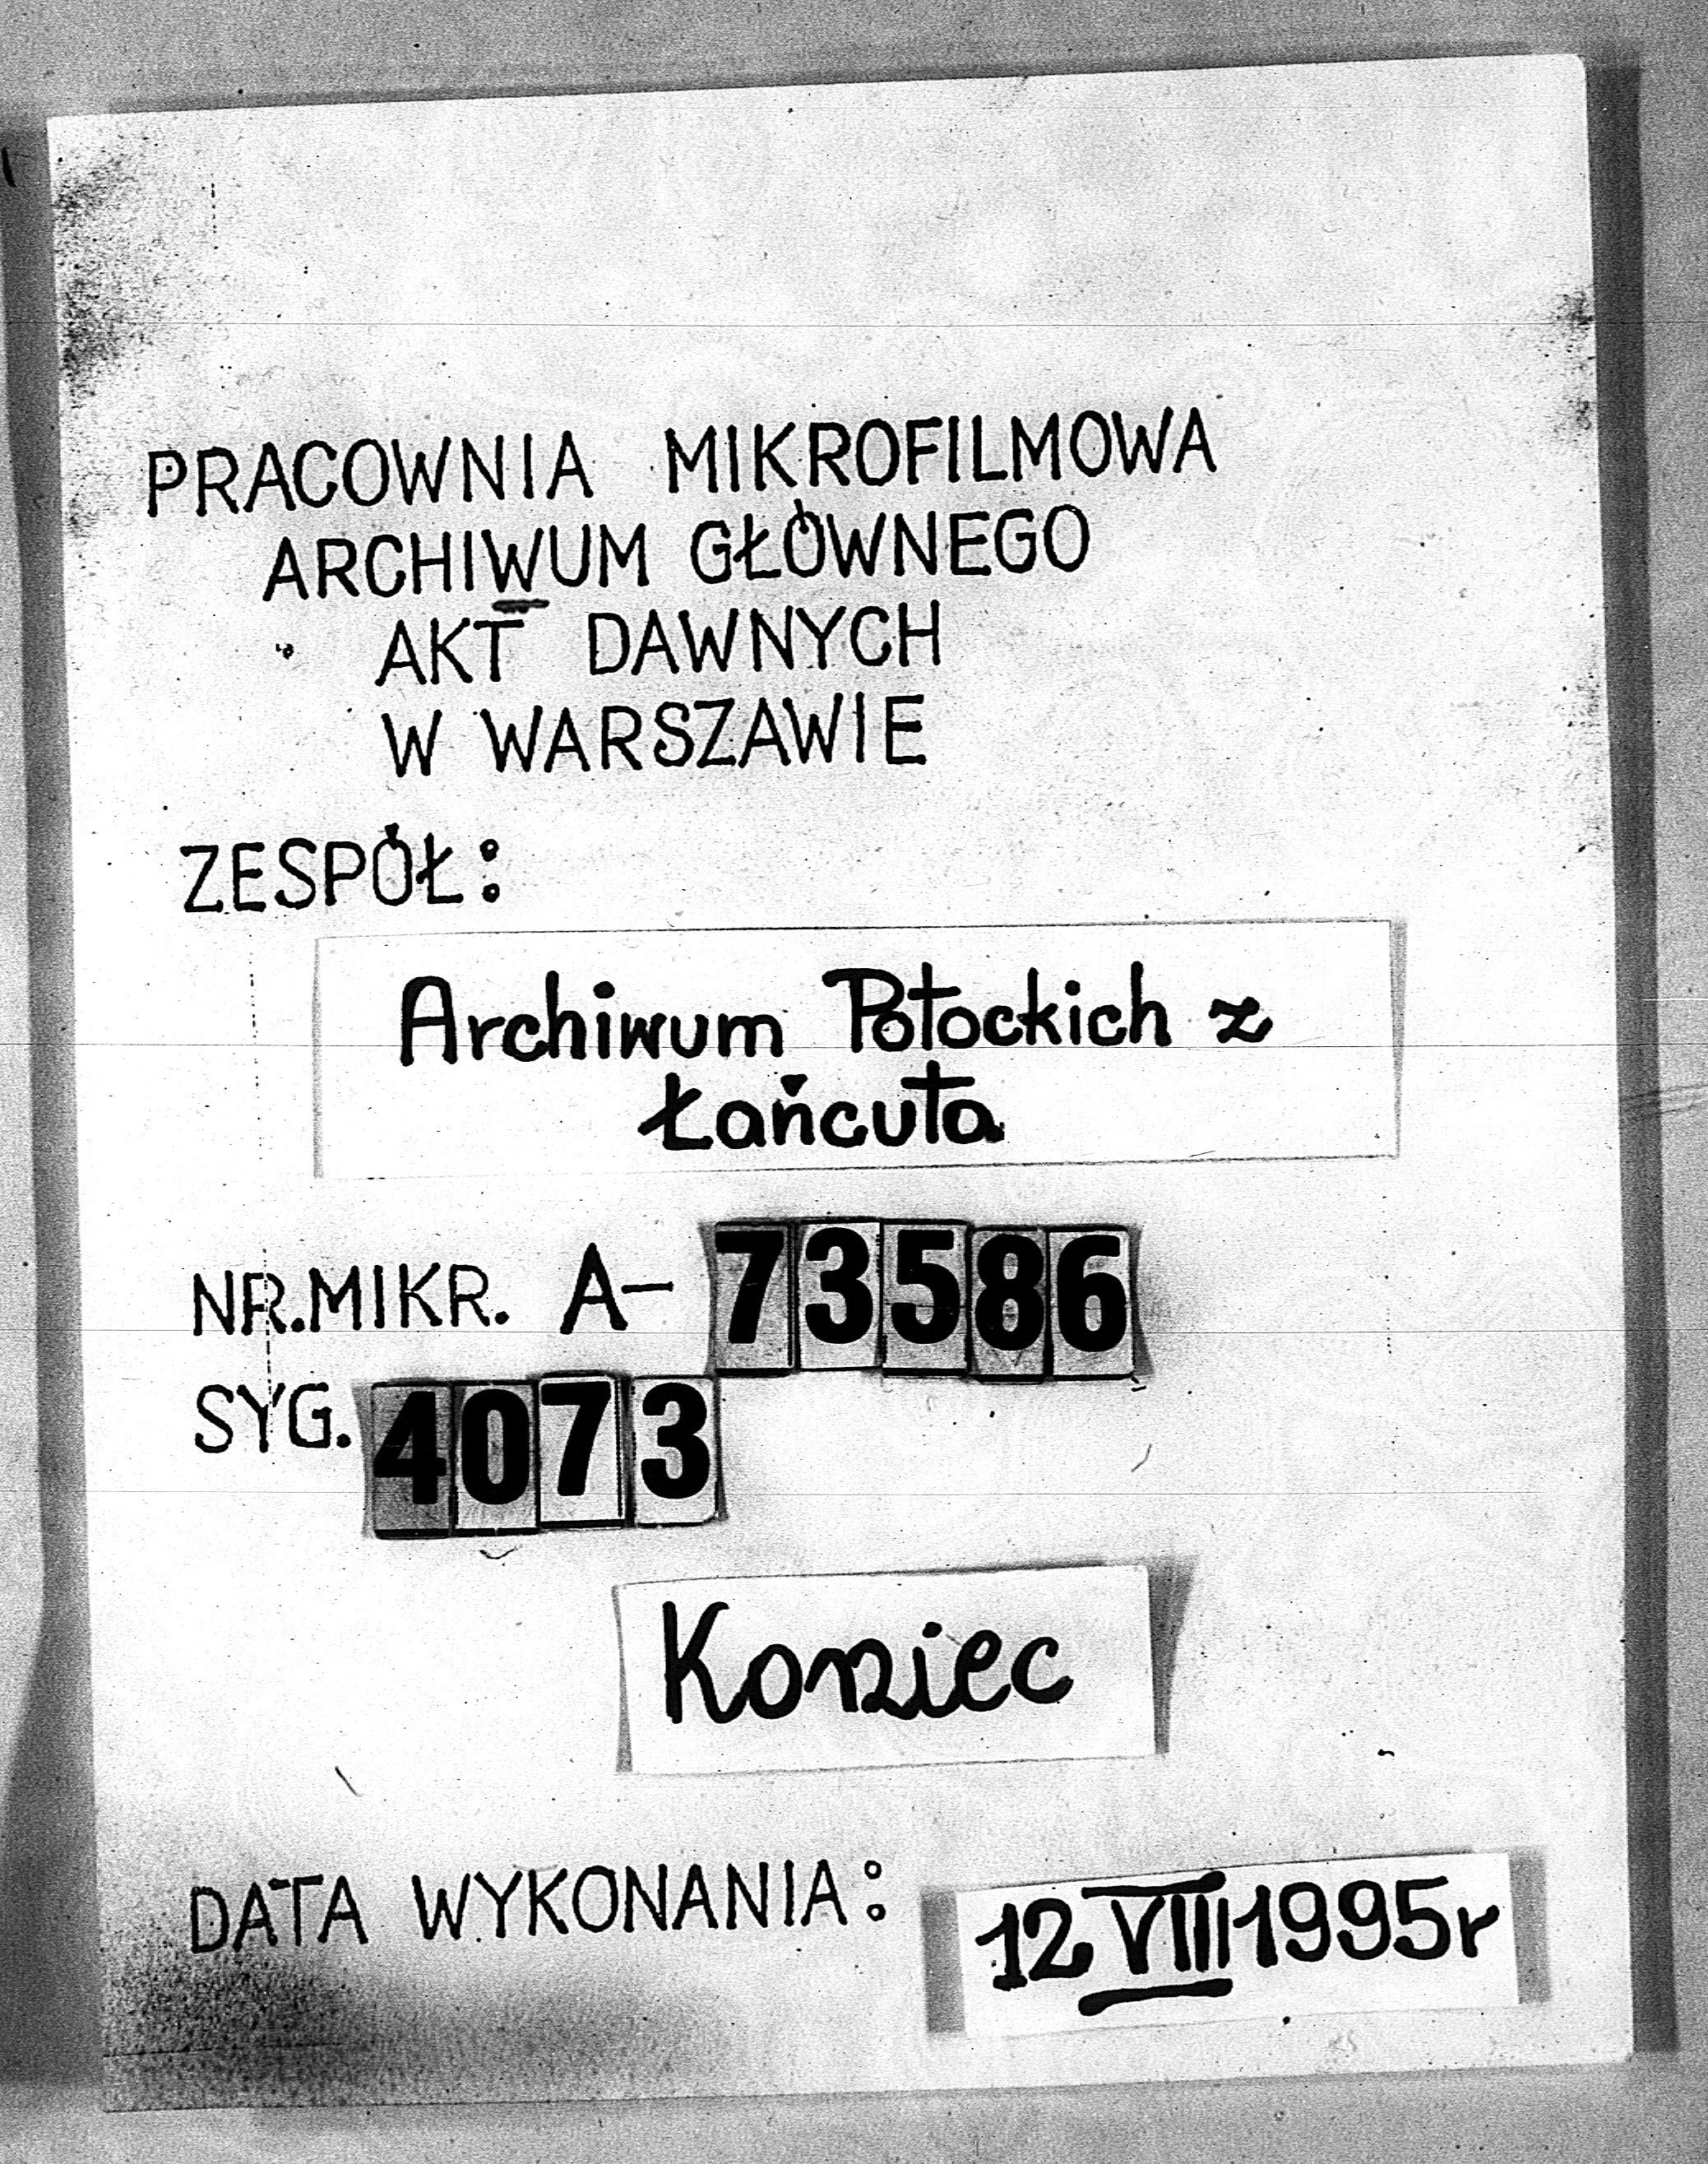 PRACOWNIA MIKROFILMOWA
ARCHIWUM GŁÓWNEGO
AKT DAWNYCH
W WARSZAWIE
ZESPÓŁ:
Archiwum Potockich z
Łańcuta
NR.MIKR. A- 73586
SYG. 4073
Koniec
DATA WYKONANIA: 12 VIII 1995r